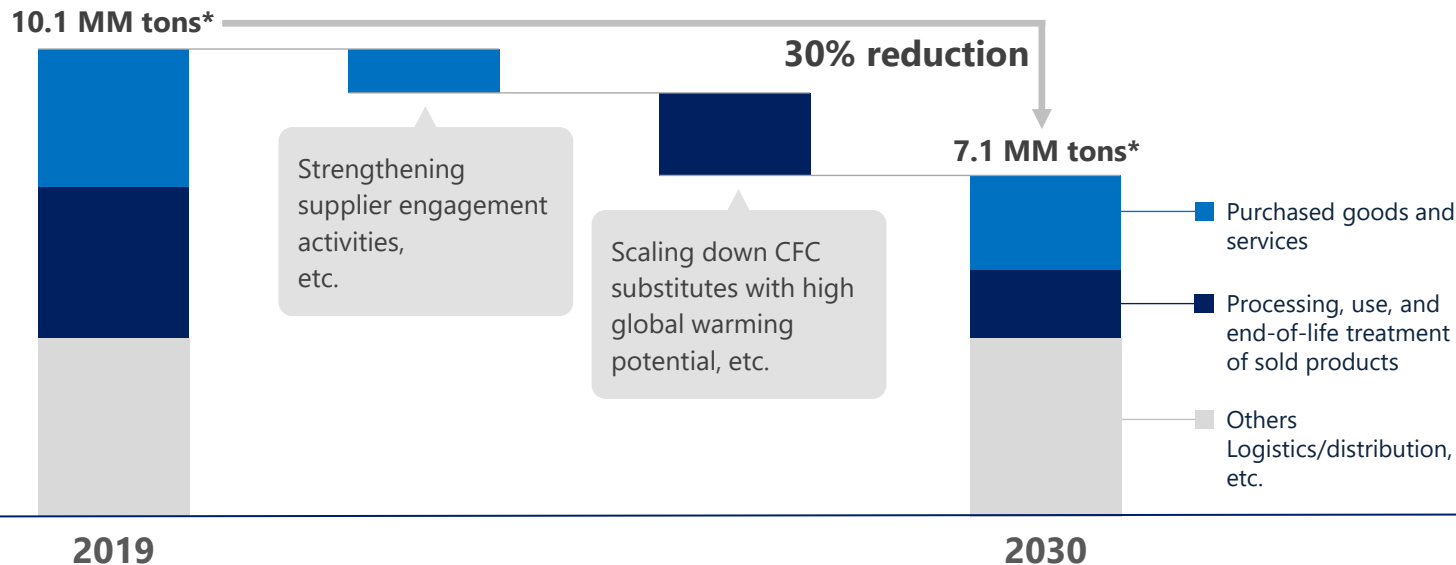 10.1 MM tons*
30% reduction
7.1 MM tons*
Strengthening
supplier engagement
activities,
etc.
Scaling down CFC
substitutes with high
global warming
potential, etc.
Purchased goods and
services
Processing, use, and
end-of-life treatment
of sold products
Others
Logistics/distribution,
etc.
2019
2030